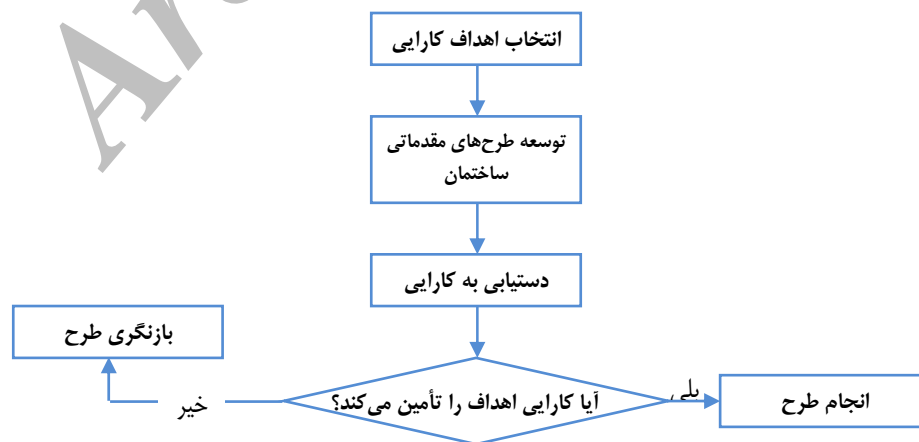 انتخاب اهداف کارایی
توسعه طرح‌های مقدماتی
ساختمان
دستیابی به کارایی
بازنگری طرح
آیا کارایی اهداف را تأمین می‌کند؟
خیر
بلی
انجام طرح